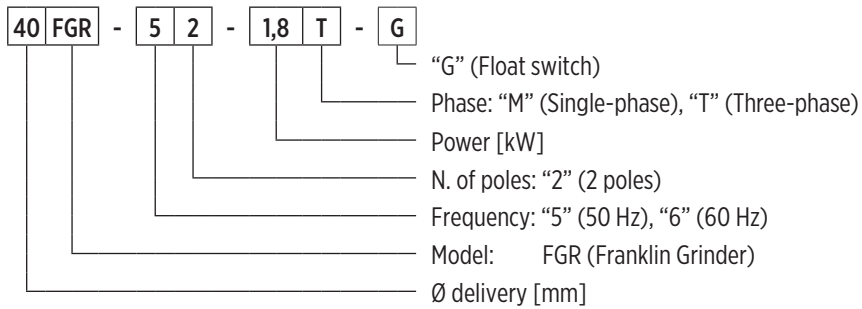 40 FGR - 5 2 - 1,8 T - G
“G” (Float switch)
Phase: “M” (Single-phase), “T” (Three-phase)
Power [kW]
N. of poles: “2” (2 poles)
Frequency: “5” (50 Hz), “6” (60 Hz)
Model: FGR (Franklin Grinder)
Ø delivery [mm]